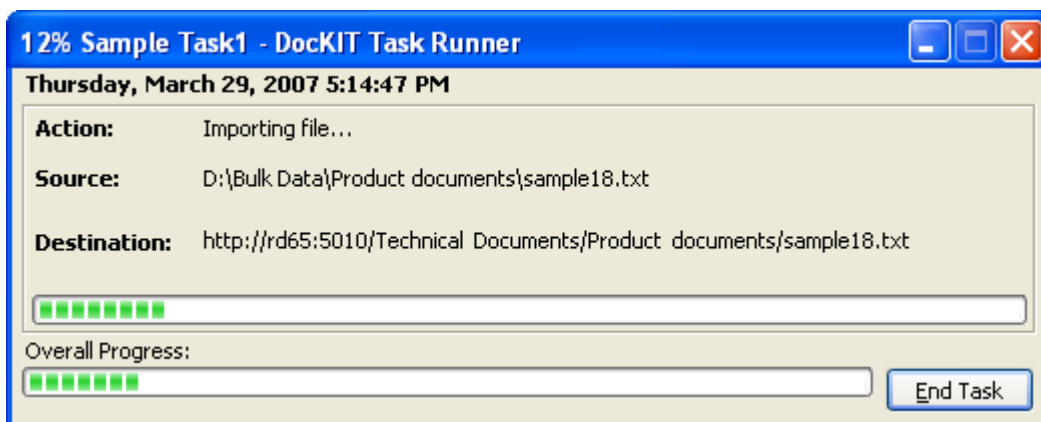 12% Sample Task1 - DocKIT Task Runner
Thursday, March 29, 2007 5:14:47 PM
Action: Importing file...
Source: D:\Bulk Data\Product documents\sample18.txt
Destination: http://rd65:5010/Technical Documents/Product documents/sample18.txt
Overall Progress:
End Task